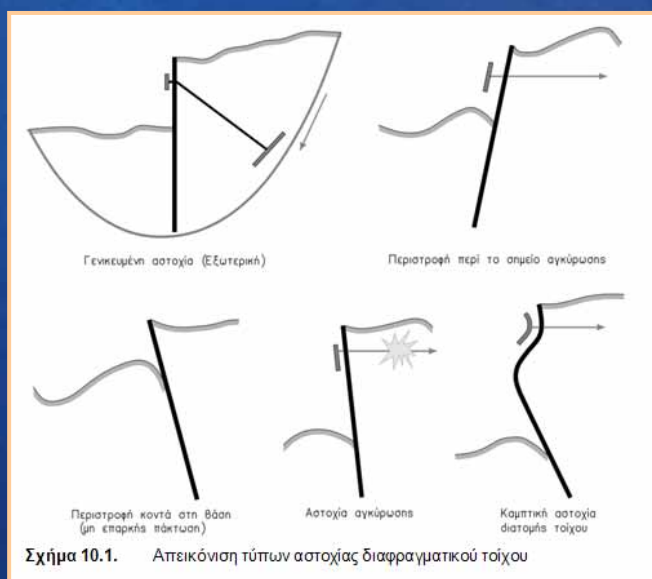 Γενικευμένη αστοχία (Εξωτερική)
Περιστροφή περί το σημείο αγκύρωσης
Περιστροφή κοντά στη βάση
(μη επαρκής πάκτωση)
Αστοχία αγκύρωσης
Καμπτική αστοχία
διατομής τοίχου
Σχήμα 10.1. Απεικόνιση τύπων αστοχίας διαφραγματικού τοίχου